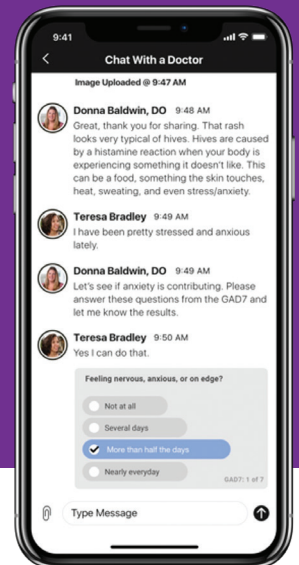 9:41
Chat With a Doctor
Image Uploaded @ 9:47 AM
Donna Baldwin, DO 9:48 AM
Great, thank you for sharing. That rash
looks very typical of hives. Hives are caused
by a histamine reaction when your body is
experiencing something it doesn't like. This
can be a food, something the skin touches,
heat, sweating, and even stress/anxiety.
Teresa Bradley 9:49 AM
I have been pretty stressed and anxious
lately.
Donna Baldwin, DO 9:49 AM
Let's see if anxiety is contributing. Please
answer these questions from the GAD7 and
let me know the results.
Teresa Bradley 9:50 AM
Yes I can do that.
Feeling nervous, anxious, or on edge?
Not at all
Several days
More than half the days
Nearly everyday
GAD7: 1 of 7
Type Message